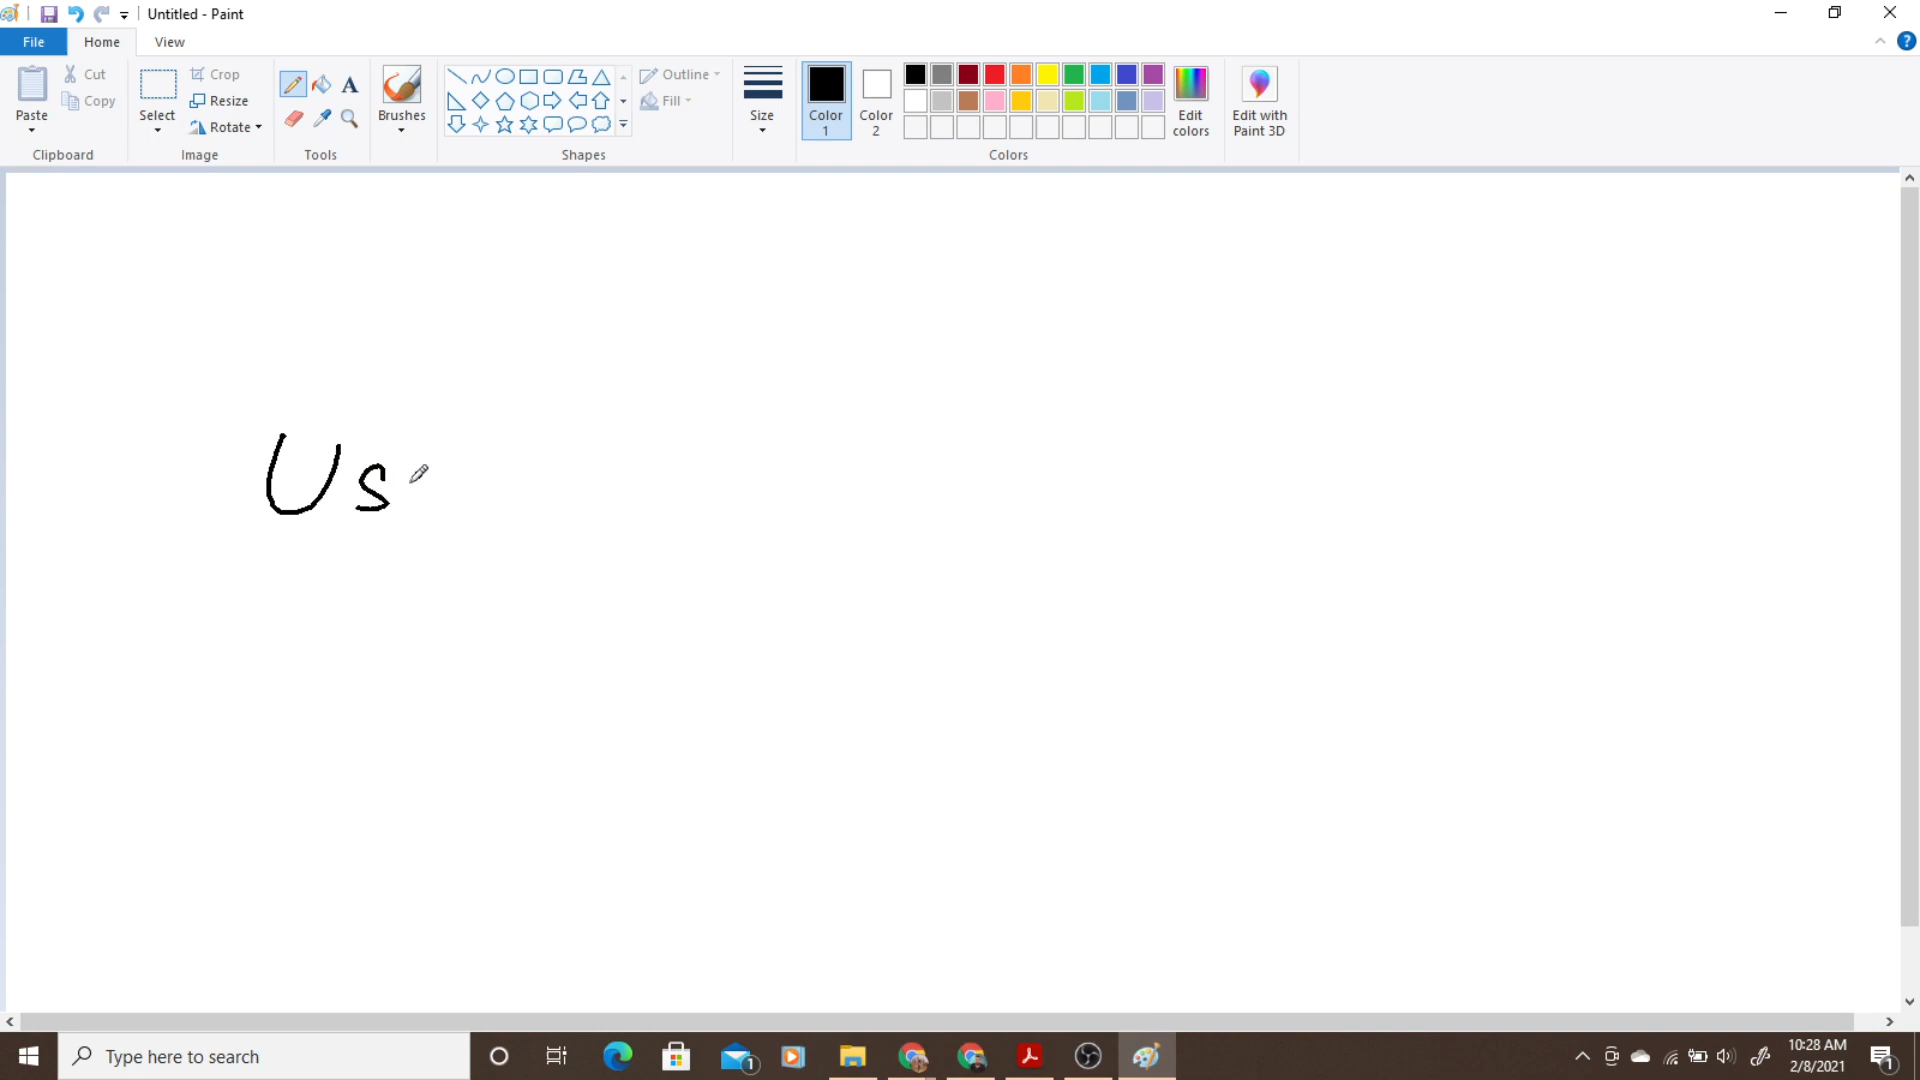 Untitled - Paint
File Home View
Paste Cut Copy Clipboard
Select Crop Resize Rotate Image
Tools
Brushes
Shapes Outline Fill
Size
Color 1 Color 2
Edit colors
Colors
Edit with Paint 3D
Us
Type here to search
1
10:28 AM
2/8/2021
1